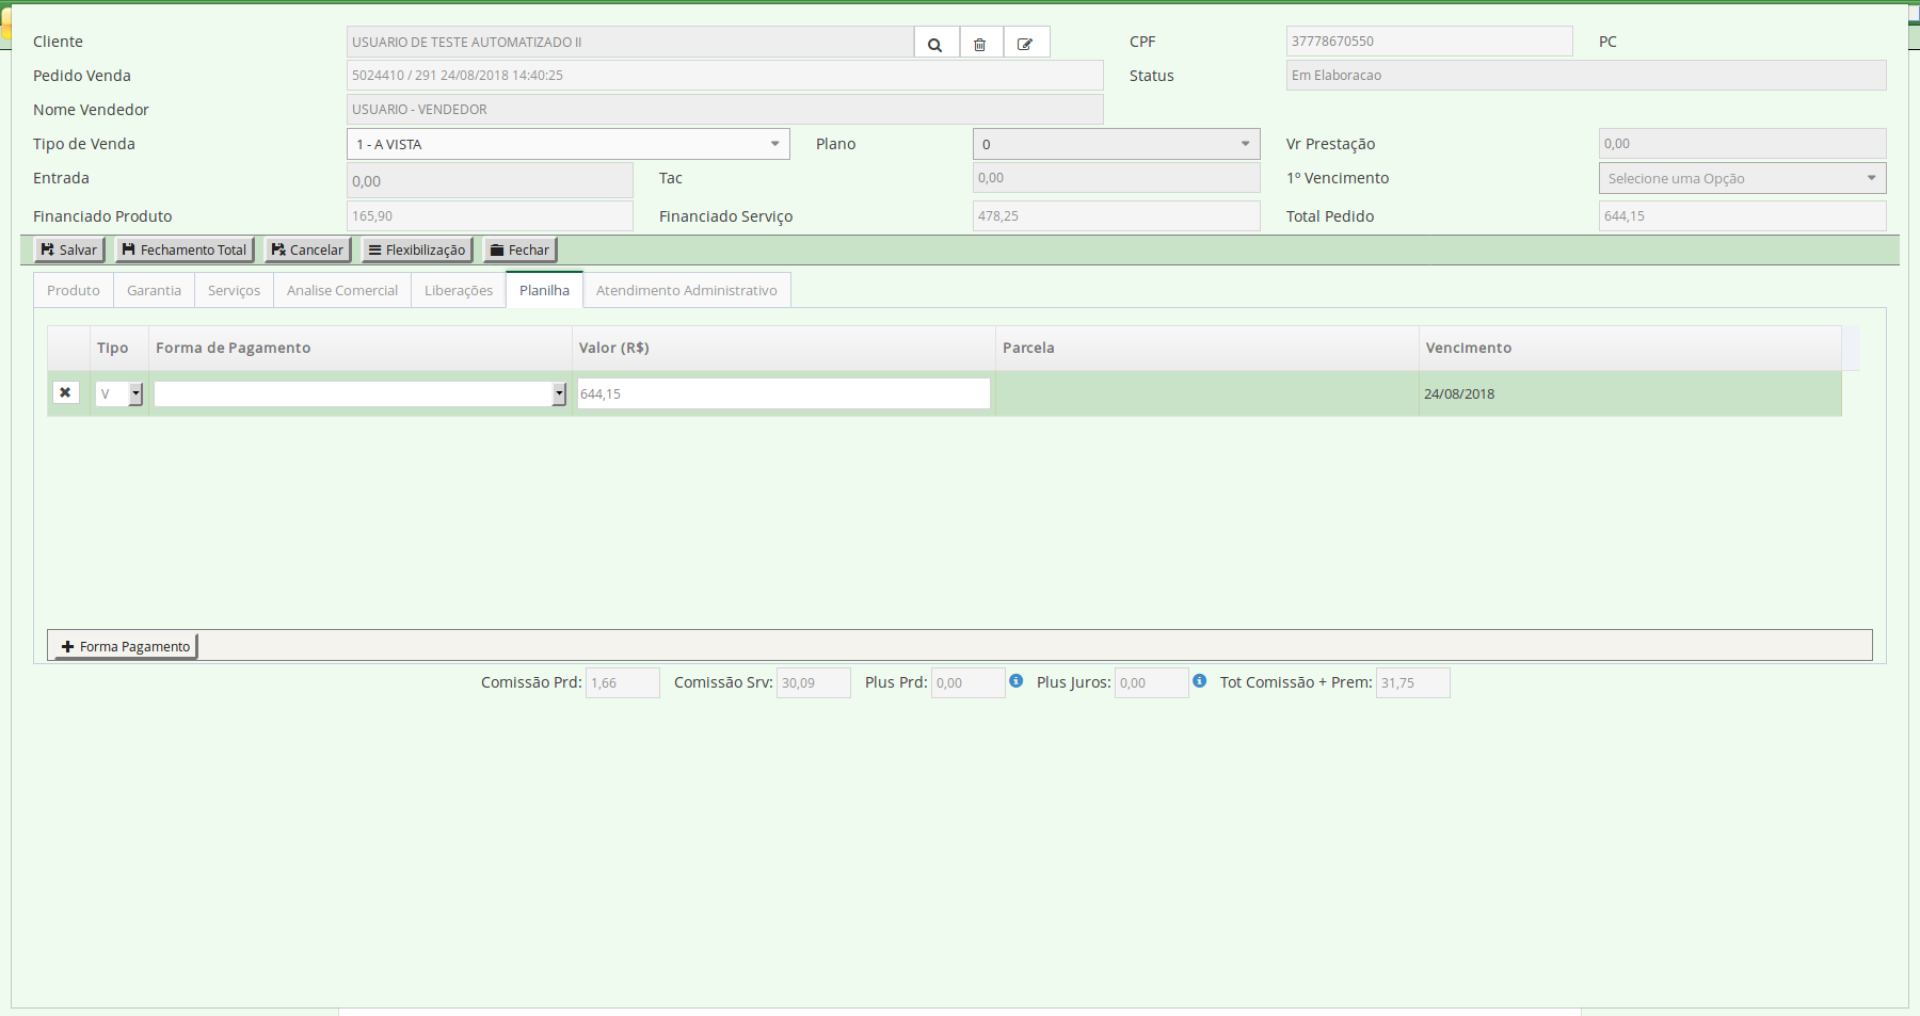 Cliente USUARIO DE TESTE AUTOMATIZADO II CPF 37778670550 PC
Pedido Venda 5024410 / 291 24/08/2018 14:40:25 Status Em Elaboracao
Nome Vendedor USUARIO - VENDEDOR
Tipo de Venda 1 - A VISTA Plano 0 Vr Prestação 0,00
Entrada 0,00 Tac 0,00 1º Vencimento Selecione uma Opção
Financiado Produto 165,90 Financiado Serviço 478,25 Total Pedido 644,15
Salvar Fechamento Total Cancelar Flexibilização Fechar
Produto Garantia Serviços Analise Comercial Liberações Planilha Atendimento Administrativo
Tipo Forma de Pagamento Valor (R$) Parcela Vencimento
V 644,15 24/08/2018
Forma Pagamento
Comissão Prd: 1,66 Comissão Srv: 30,09 Plus Prd: 0,00 Plus Juros: 0,00 Tot Comissão + Prem: 31,75